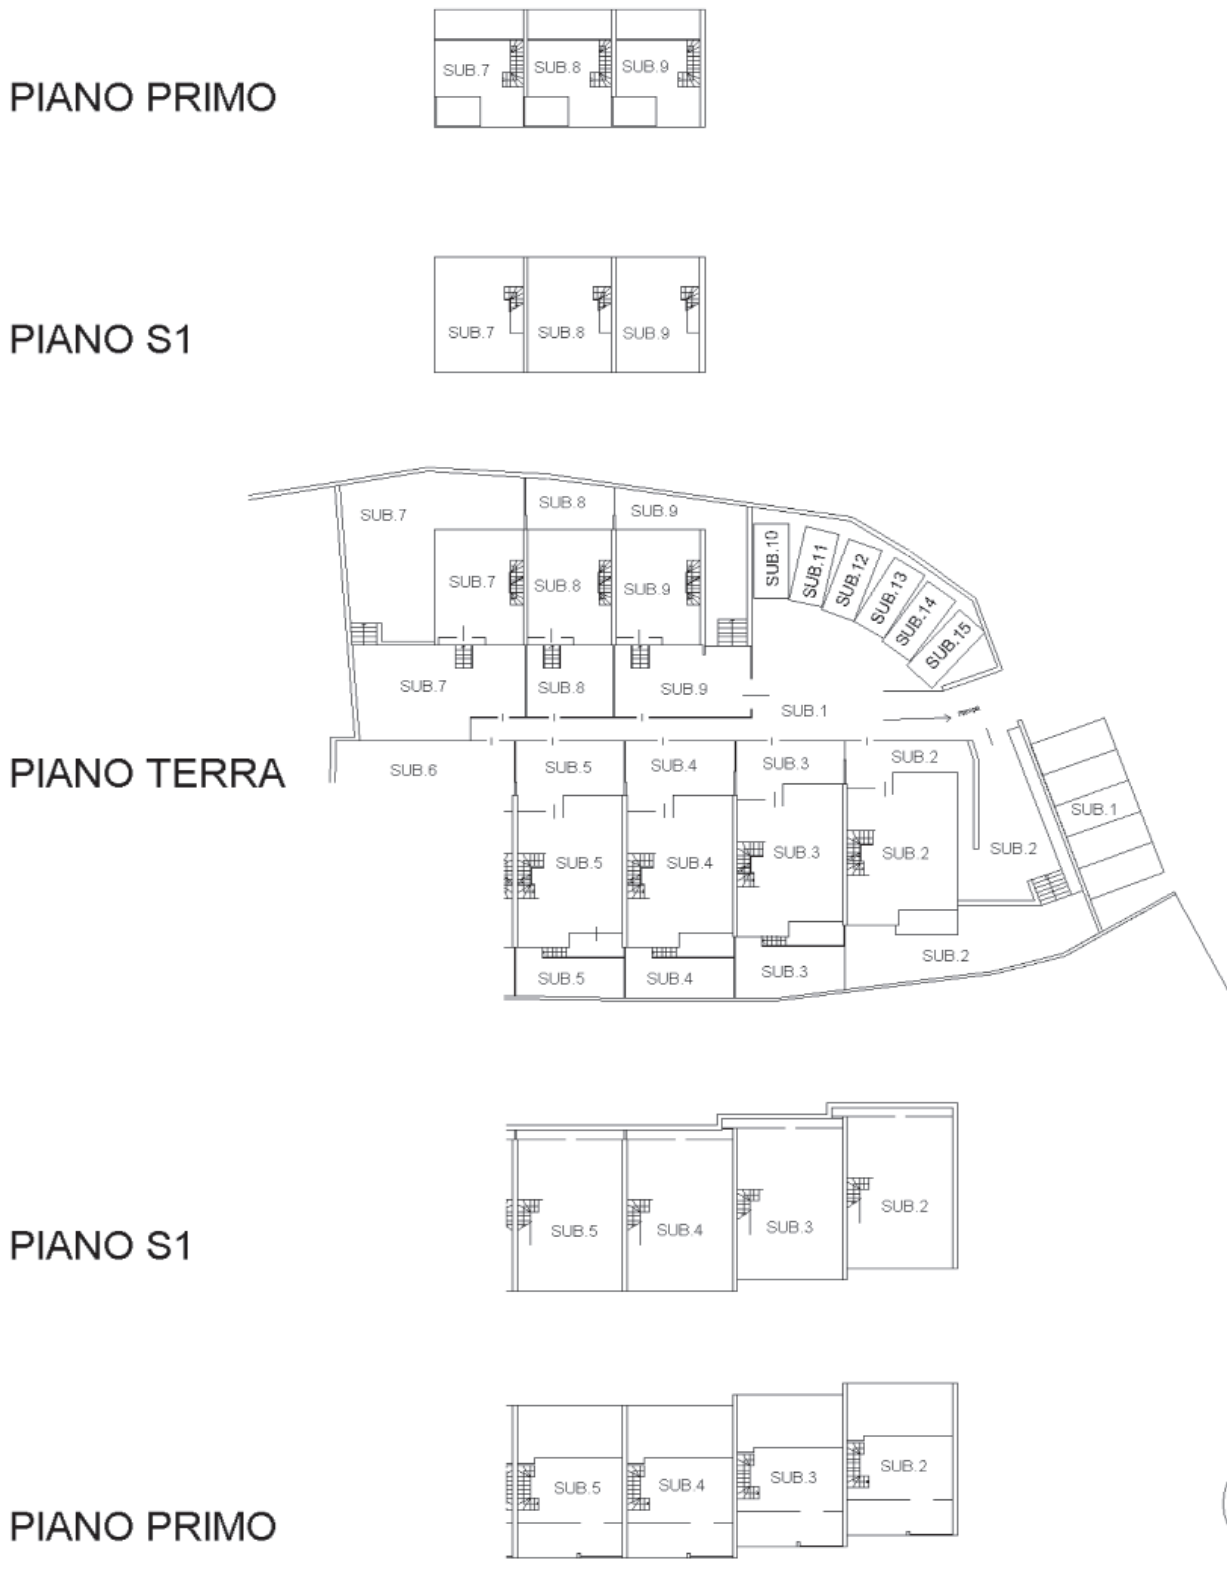 SUB.7 SUB.8 SUB.9
PIANO PRIMO
SUB.7 SUB.8 SUB.9
PIANO S1
SUB.7 SUB.8 SUB.9
SUB.10 SUB.11 SUB.12 SUB.13 SUB.14 SUB.15
SUB.7 SUB.8 SUB.9
SUB.7 SUB.8 SUB.9
SUB.1
SUB.6 SUB.5 SUB.4 SUB.3 SUB.2
PIANO TERRA
SUB.1
SUB.5 SUB.4 SUB.3 SUB.2 SUB.2
SUB.5 SUB.4 SUB.3 SUB.2
SUB.5 SUB.4 SUB.3 SUB.2
PIANO S1
SUB.5 SUB.4 SUB.3 SUB.2
PIANO PRIMO